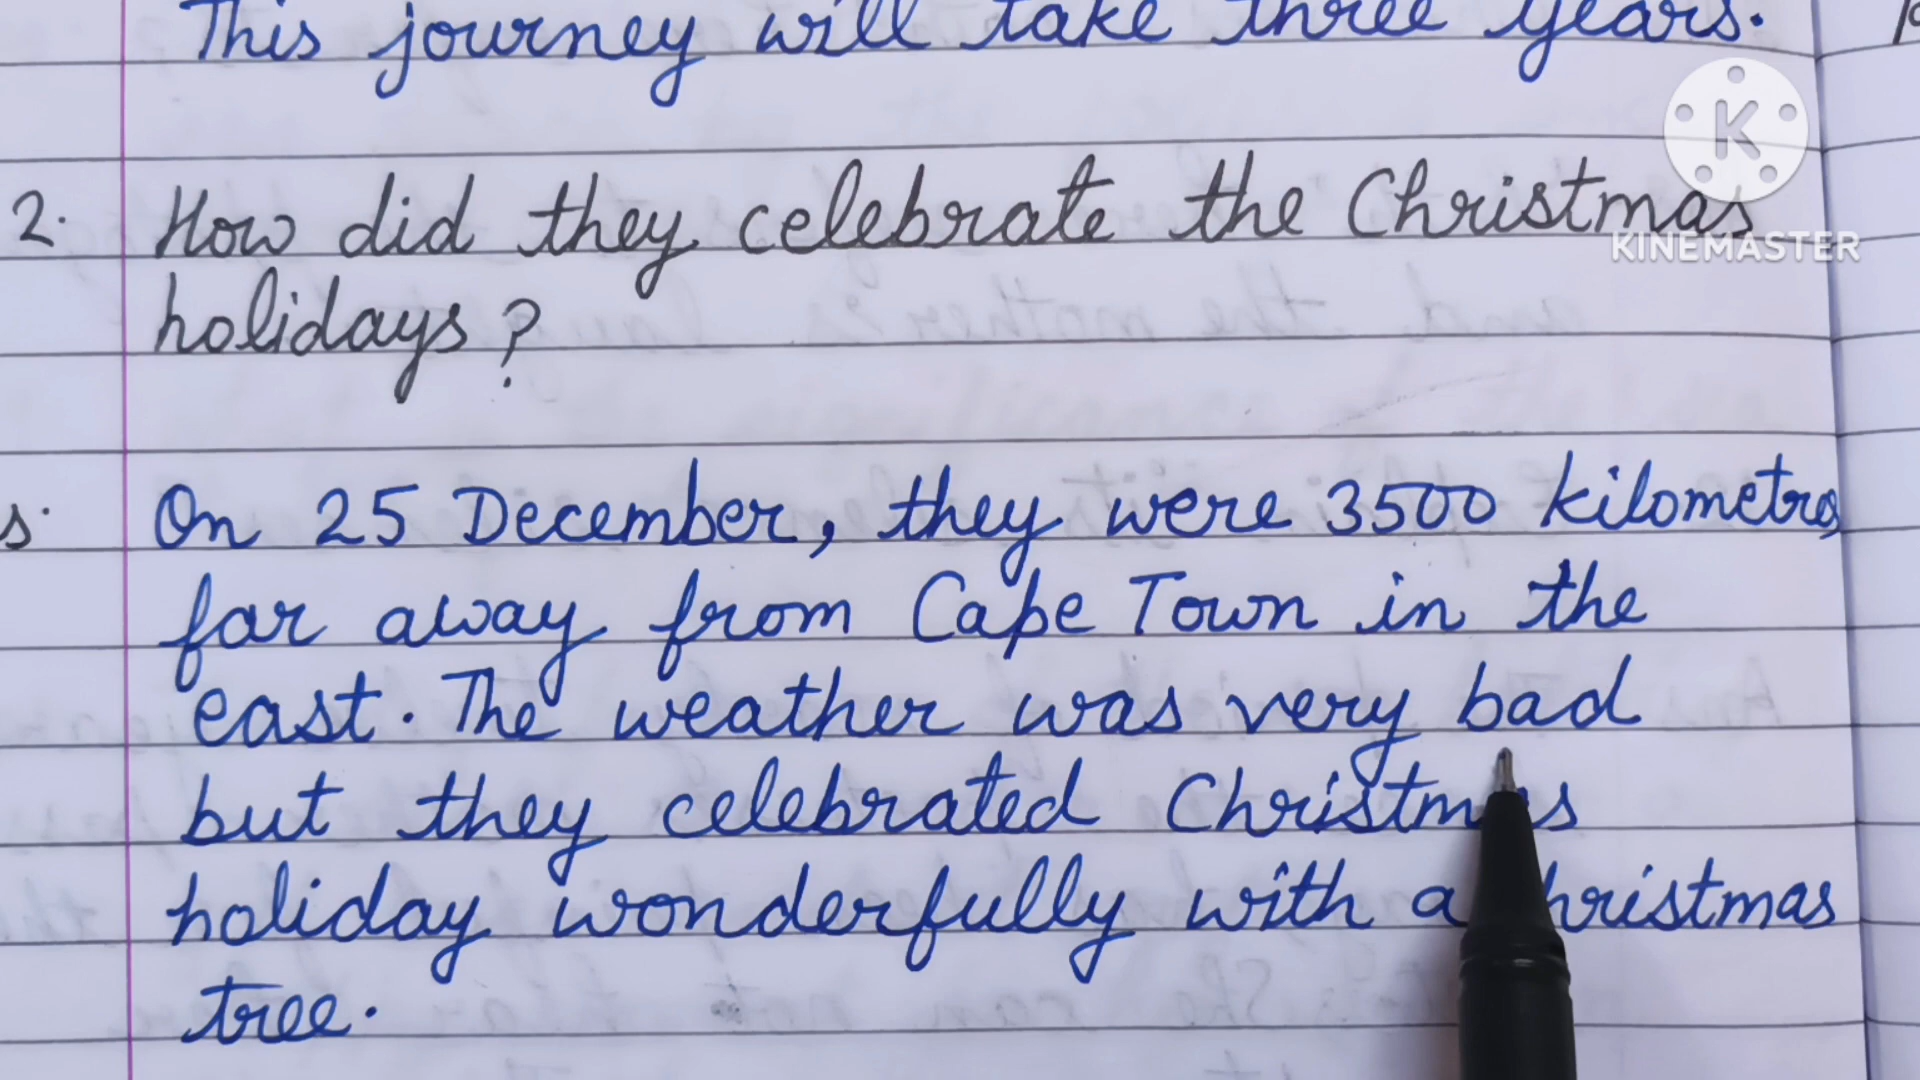 This journey will take three years.
K
KINEMASTER
2. How did they celebrate the Christmas
holidays?
s. On 25 December, they were 3500 kilometres
far away from Cape Town in the
east. The weather was very bad
but they celebrated Christmas
holiday wonderfully with a Christmas
tree.